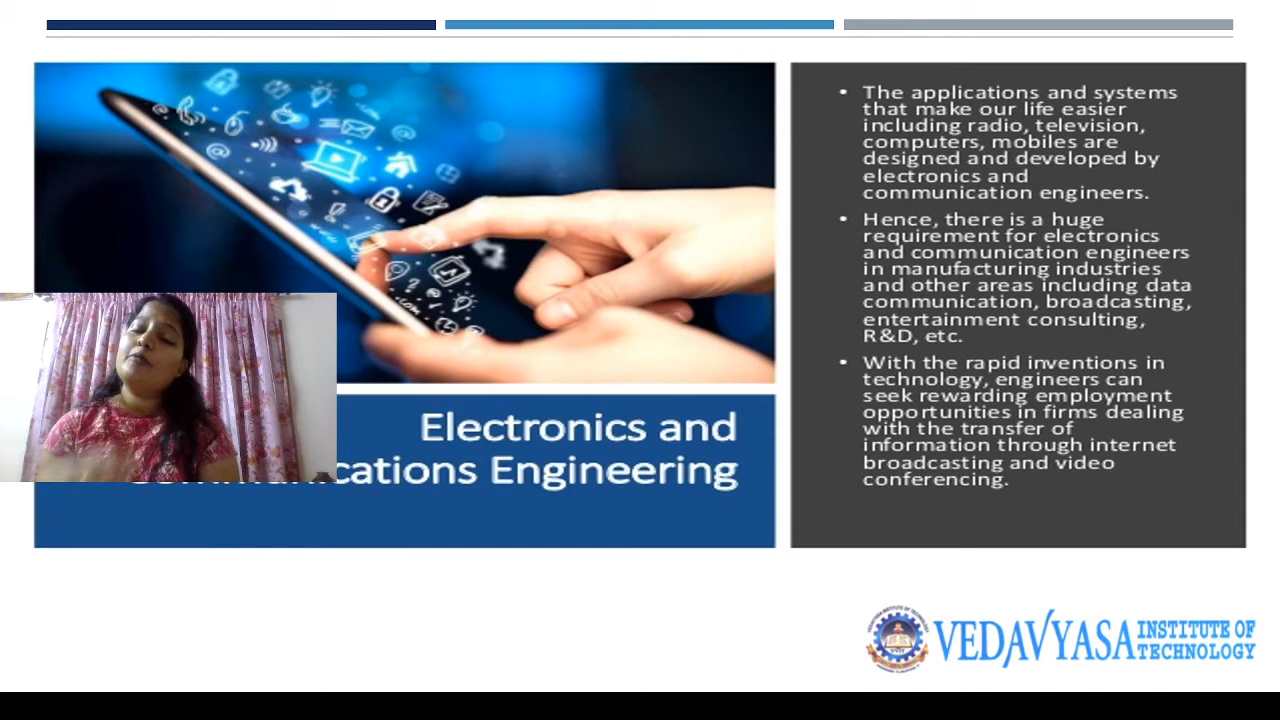 Electronics and
cations Engineering
• The applications and systems
that make our life easier
including radio, television,
computers, mobiles are
designed and developed by
electronics and
communication engineers.
• Hence, there is a huge
requirement for electronics
and communication engineers
in manufacturing industries
and other areas including data
communication, broadcasting,
entertainment consulting,
R&D, etc.
• With the rapid inventions in
technology, engineers can
seek rewarding employment
opportunities in firms dealing
with the transfer of
information through internet
broadcasting and video
conferencing.
VEDAVYASA INSTITUTE OF
TECHNOLOGY